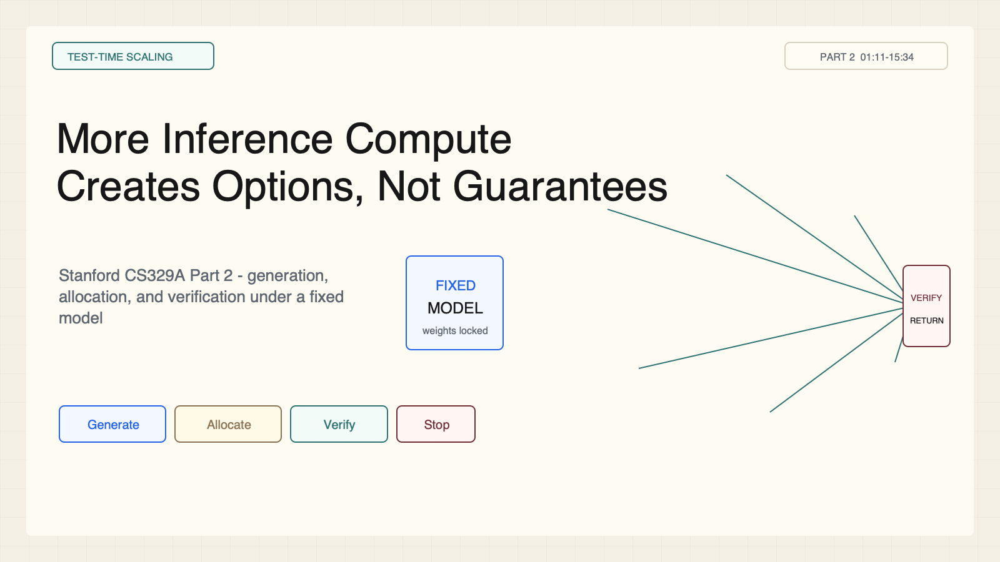 TEST-TIME SCALING
PART 2 01:11-15:34
More Inference Compute
Creates Options, Not Guarantees
Stanford CS329A Part 2 - generation,
allocation, and verification under a fixed
model
FIXED
MODEL
weights locked
VERIFY
RETURN
Generate
Allocate
Verify
Stop